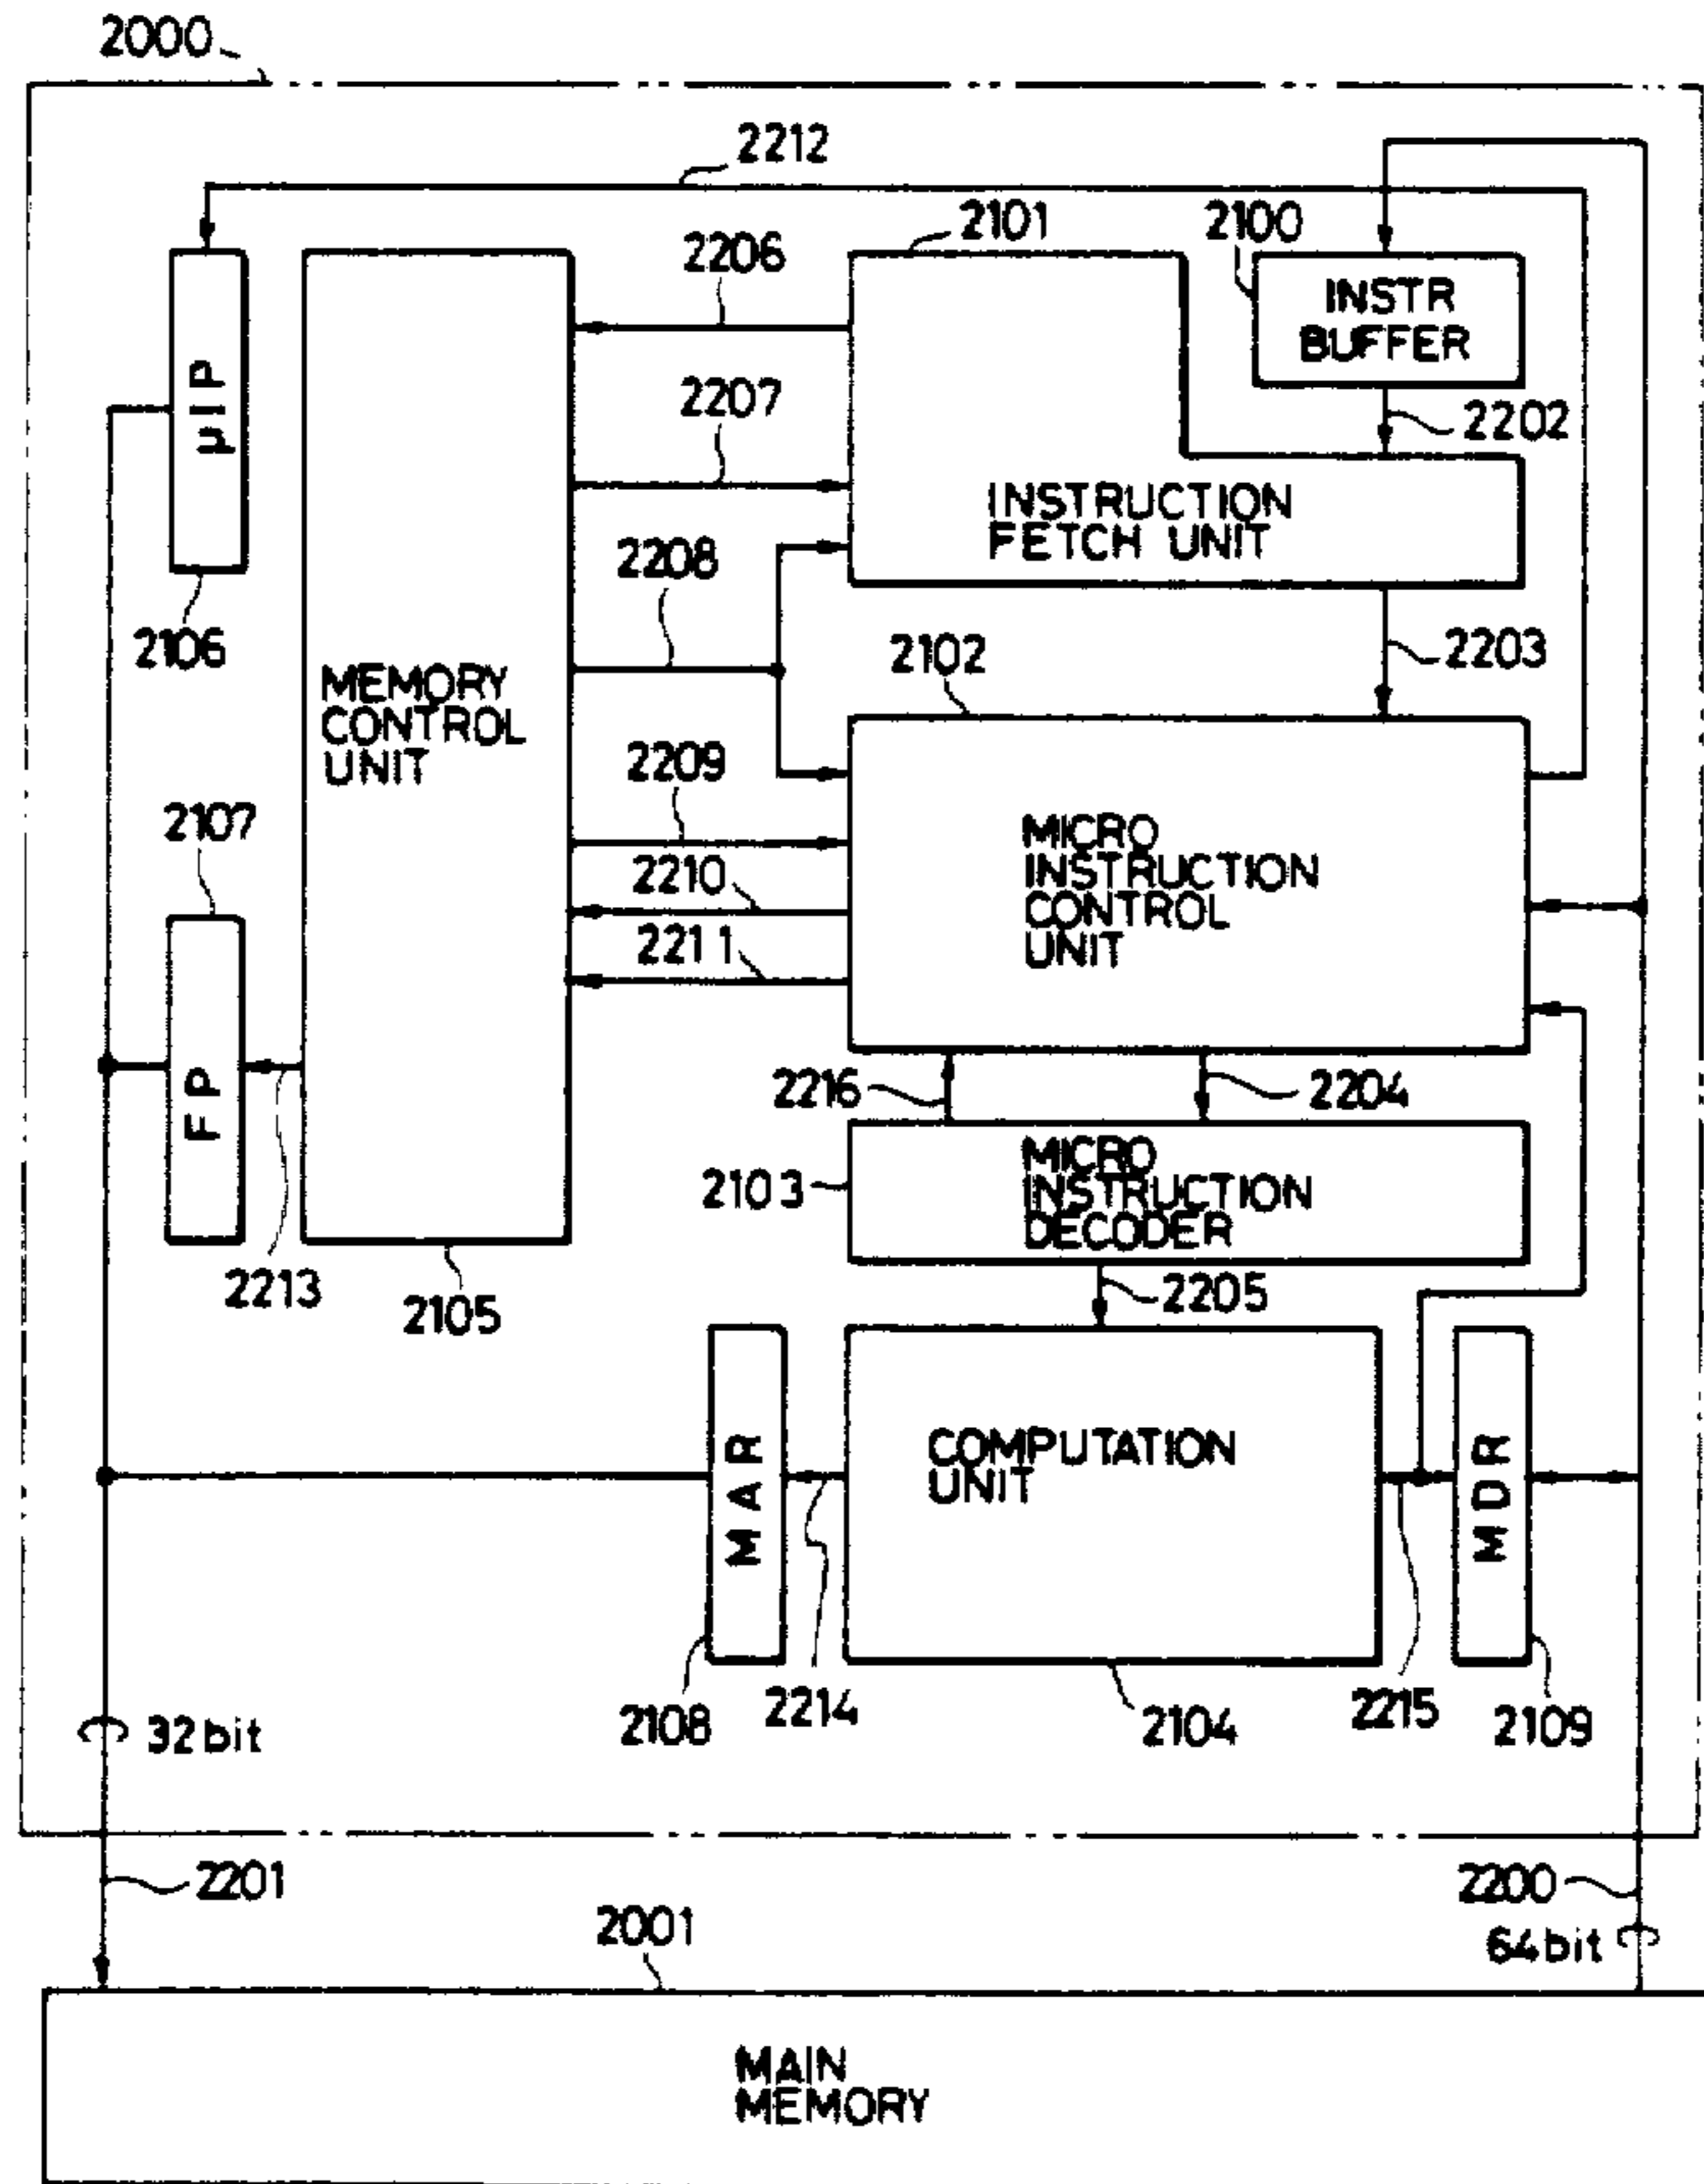 2000
2212
2101
2100
2206
INSTR
BUFFER
μIP
2207
2202
INSTRUCTION
FETCH UNIT
2208
2106
2102
2203
MEMORY
CONTROL
UNIT
2209
2107
MICRO
INSTRUCTION
CONTROL
UNIT
2210
2211
FP
2216
2204
2103
MICRO
INSTRUCTION
DECODER
2213
2105
2205
MAR
COMPUTATION
UNIT
MDR
2108
2214
2104
2215
2109
32bit
2201
2200
2001
64bit
MAIN
MEMORY